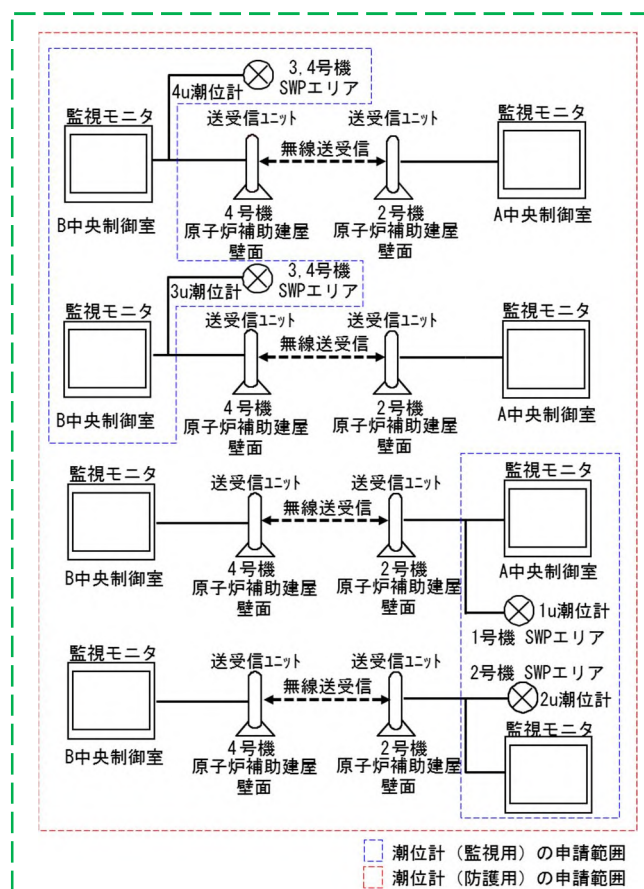 3,4号機
SWPエリア
4u潮位計
監視モニタ
送受信ユニット
送受信ユニット
監視モニタ
無線送受信
B中央制御室
4号機
原子炉補助建屋
壁面
2号機
原子炉補助建屋
壁面
A中央制御室
3,4号機
SWPエリア
3u潮位計
監視モニタ
送受信ユニット
送受信ユニット
監視モニタ
無線送受信
B中央制御室
4号機
原子炉補助建屋
壁面
2号機
原子炉補助建屋
壁面
A中央制御室
監視モニタ
送受信ユニット
送受信ユニット
監視モニタ
無線送受信
B中央制御室
4号機
原子炉補助建屋
壁面
2号機
原子炉補助建屋
壁面
A中央制御室
1u潮位計
1号機 SWPエリア
監視モニタ
送受信ユニット
送受信ユニット
2号機 SWPエリア
無線送受信
2u潮位計
B中央制御室
4号機
原子炉補助建屋
壁面
2号機
原子炉補助建屋
壁面
監視モニタ
潮位計（監視用）の申請範囲
潮位計（防護用）の申請範囲